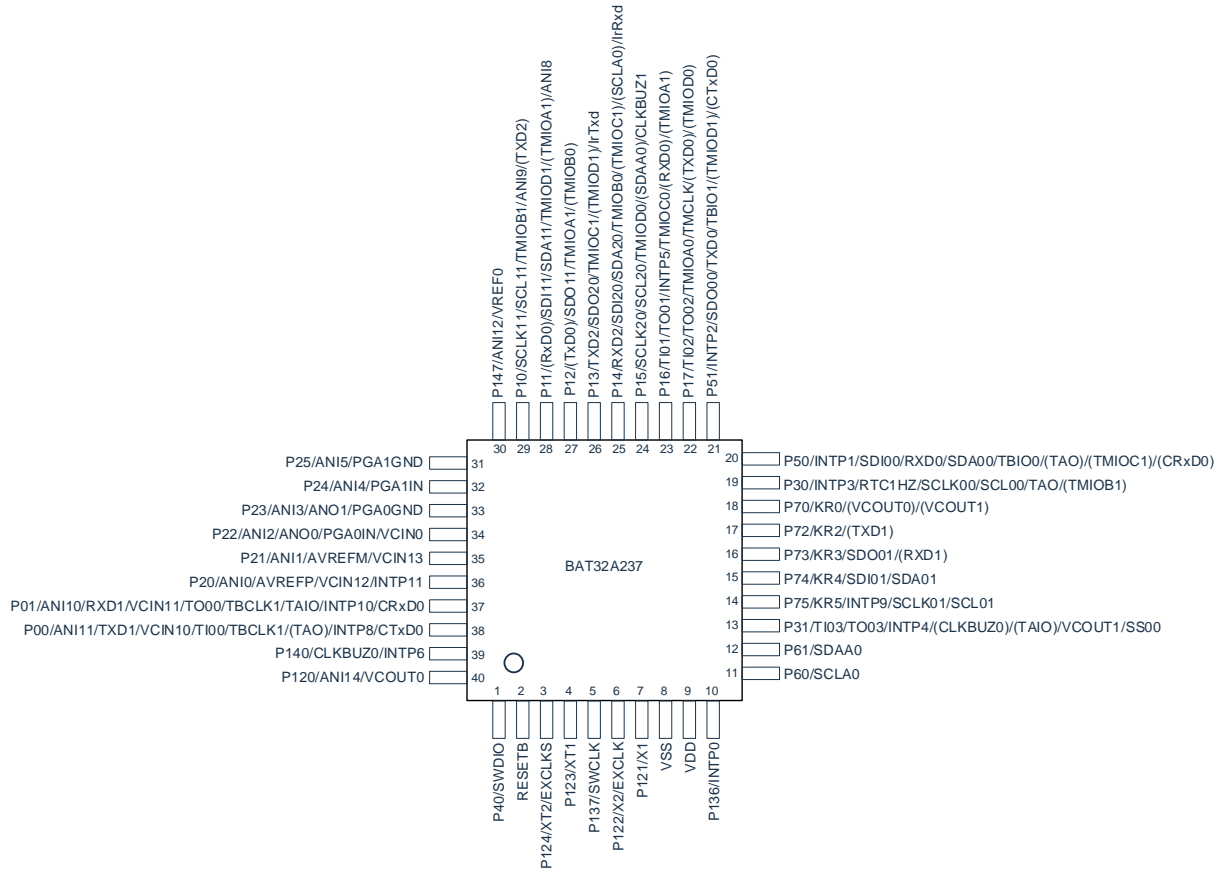 P147/ANI12/VREF0
P10/SCLK11/SCL11/TMIOB1/ANI9/(TXD2)
P11/(RxD0)/SDI11/SDA11/TMIOD1/(TMIOA1)/ANI8
P12/(TxD0)/SDO11/TMIOA1/(TMIOB0)
P13/TXD2/SDO20/TMIOC1/(TMIOD1)/IrTxd
P14/RXD2/SDI20/SDA20/TMIOB0/(TMIOC1)/(SCLA0)/IrRxd
P15/SCLK20/SCL20/TMIOD0/(SDAA0)/CLKBUZ1
P16/TI01/TO01/INTP5/TMIOC0/(RXD0)/(TMIOA1)
P17/TI02/TO02/TMIOA0/TMCLK/(TXD0)/(TMIOD0)
P51/INTP2/SDO00/TXD0/TBIO1/(TMIOD1)/(CTxD0)
30 29 28 27 26 25 24 23 22 21
P25/ANI5/PGA1GND 31
P24/ANI4/PGA1IN 32
P23/ANI3/ANO1/PGA0GND 33
P22/ANI2/ANO0/PGA0IN/VCIN0 34
P21/ANI1/AVREFM/VCIN13 35
P20/ANI0/AVREFP/VCIN12/INTP11 36
P01/ANI10/RXD1/VCIN11/TO00/TBCLK1/TAIO/INTP10/CRxD0 37
P00/ANI11/TXD1/VCIN10/TI00/TBCLK1/(TAO)/INTP8/CTxD0 38
P140/CLKBUZ0/INTP6 39
P120/ANI14/VCOUT0 40
BAT32A237
20 P50/INTP1/SDI00/RXD0/SDA00/TBIO0/(TAO)/(TMIOC1)/(CRxD0)
19 P30/INTP3/RTC1HZ/SCLK00/SCL00/TAO/(TMIOB1)
18 P70/KR0/(VCOUT0)/(VCOUT1)
17 P72/KR2/(TXD1)
16 P73/KR3/SDO01/(RXD1)
15 P74/KR4/SDI01/SDA01
14 P75/KR5/INTP9/SCLK01/SCL01
13 P31/TI03/TO03/INTP4/(CLKBUZ0)/(TAIO)/VCOUT1/SS00
12 P61/SDAA0
11 P60/SCLA0
1 2 3 4 5 6 7 8 9 10
P40/SWDIO
RESETB
P124/XT2/EXCLKS
P123/XT1
P137/SWCLK
P122/X2/EXCLK
P121/X1
VSS
VDD
P136/INTP0